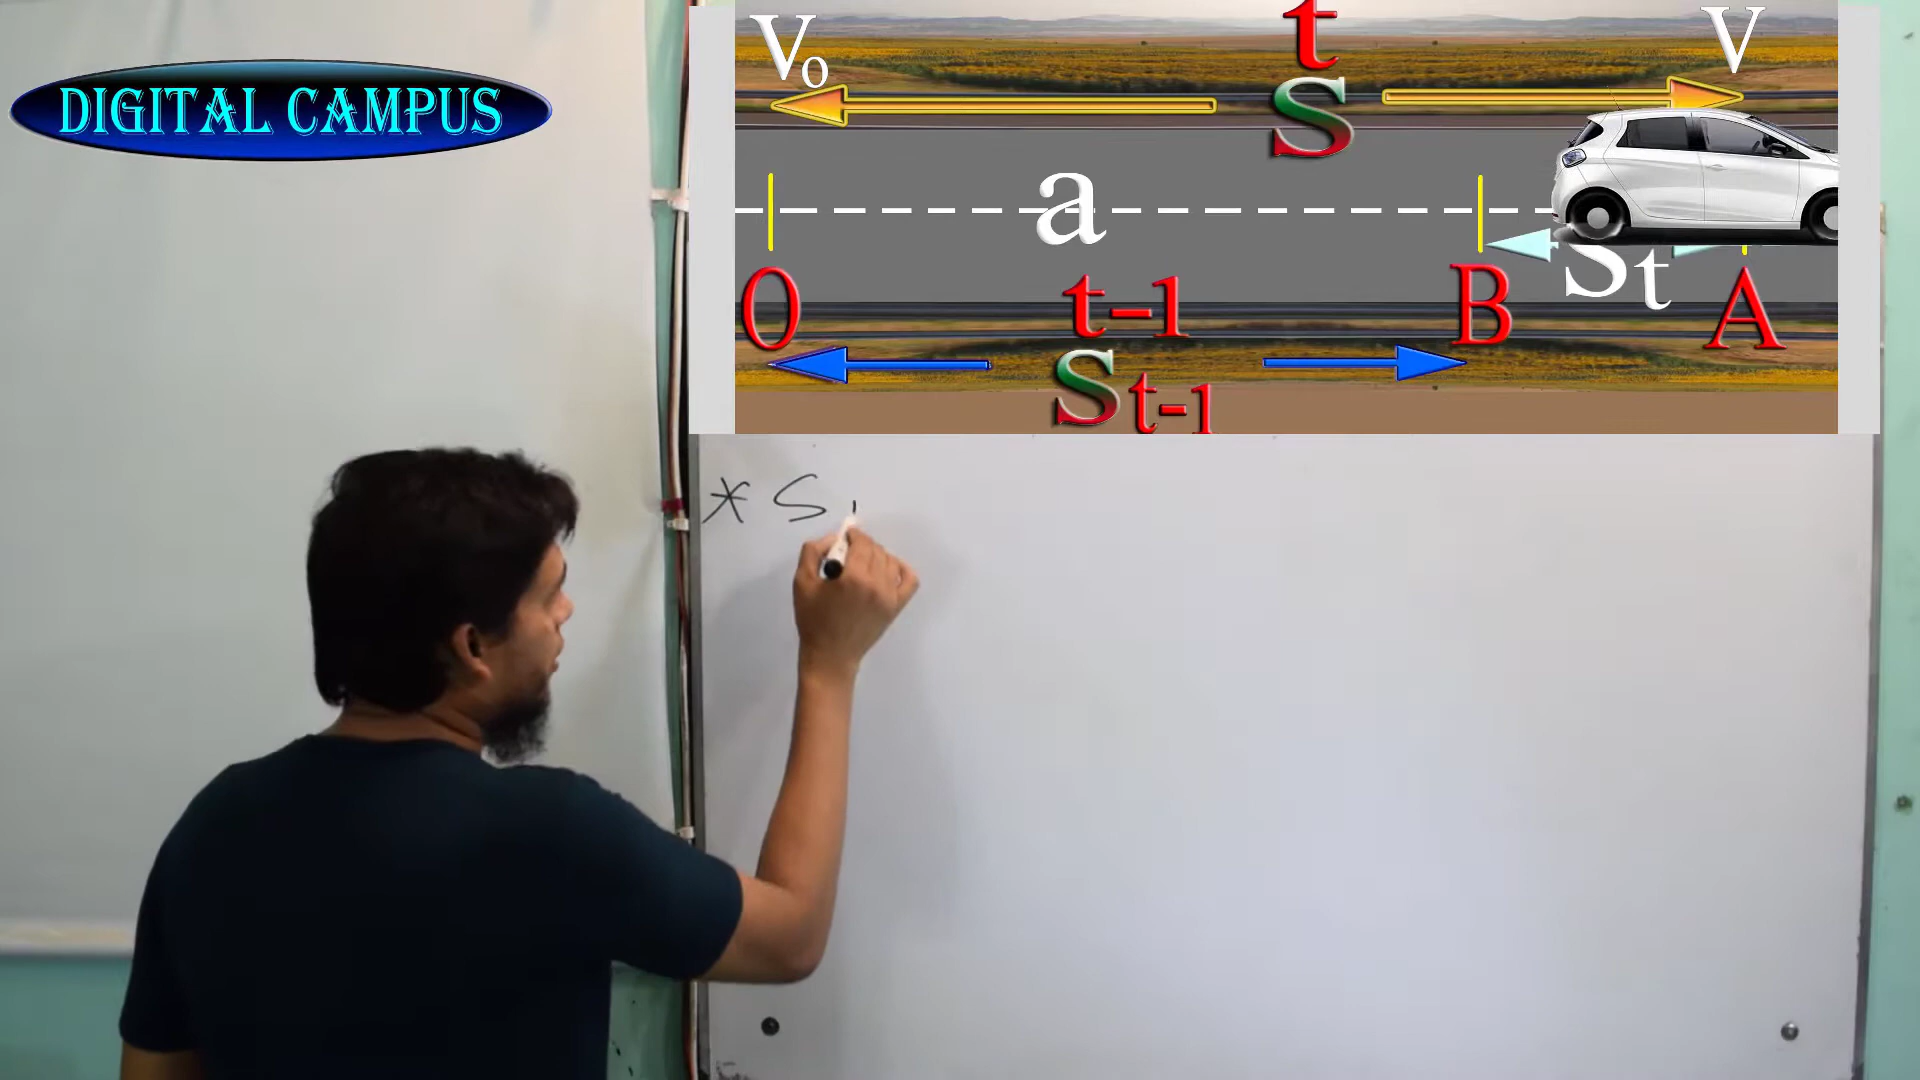 DIGITAL CAMPUS
V₀ t V
S
a
St
0 t-1 B A
St-1
* S